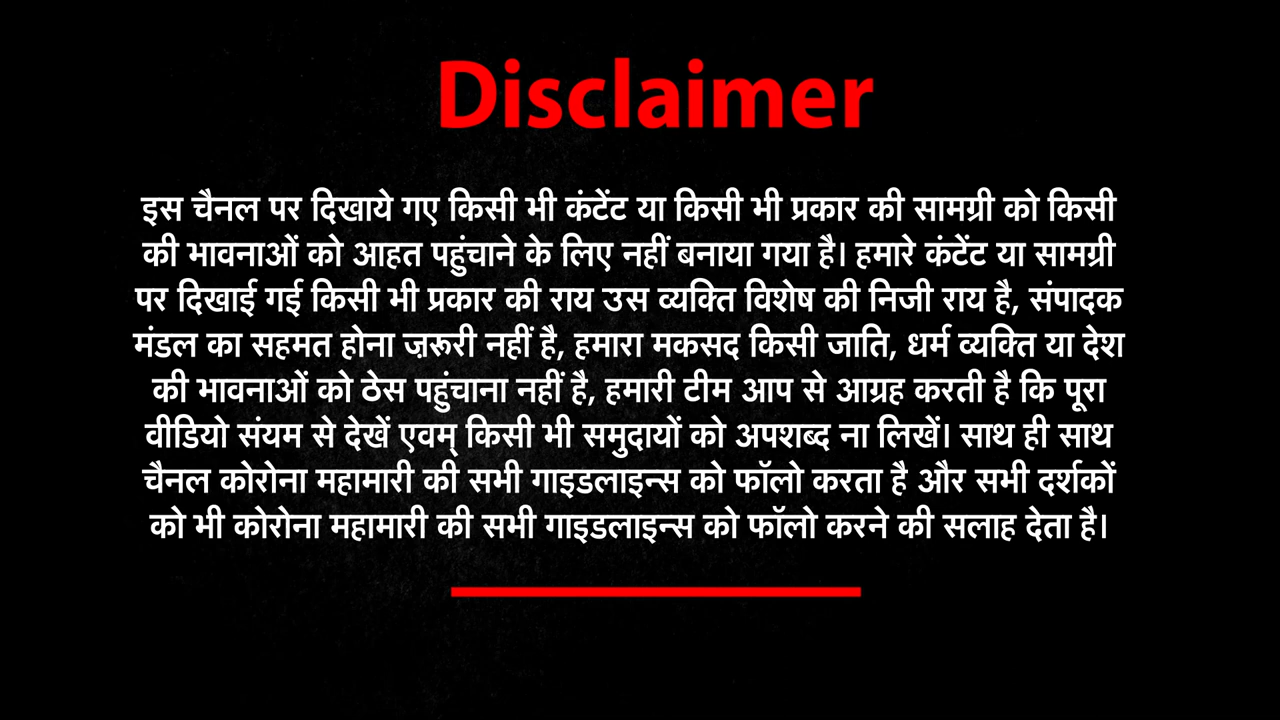 Disclaimer
इस चैनल पर दिखाये गए किसी भी कंटेंट या किसी भी प्रकार की सामग्री को किसी
की भावनाओं को आहत पहुंचाने के लिए नहीं बनाया गया है। हमारे कंटेंट या सामग्री
पर दिखाई गई किसी भी प्रकार की राय उस व्यक्ति विशेष की निजी राय है, संपादक
मंडल का सहमत होना ज़रूरी नहीं है, हमारा मकसद किसी जाति, धर्म व्यक्ति या देश
की भावनाओं को ठेस पहुंचाना नहीं है, हमारी टीम आप से आग्रह करती है कि पूरा
वीडियो संयम से देखें एवम् किसी भी समुदायों को अपशब्द ना लिखें। साथ ही साथ
चैनल कोरोना महामारी की सभी गाइडलाइन्स को फॉलो करता है और सभी दर्शकों
को भी कोरोना महामारी की सभी गाइडलाइन्स को फॉलो करने की सलाह देता है।